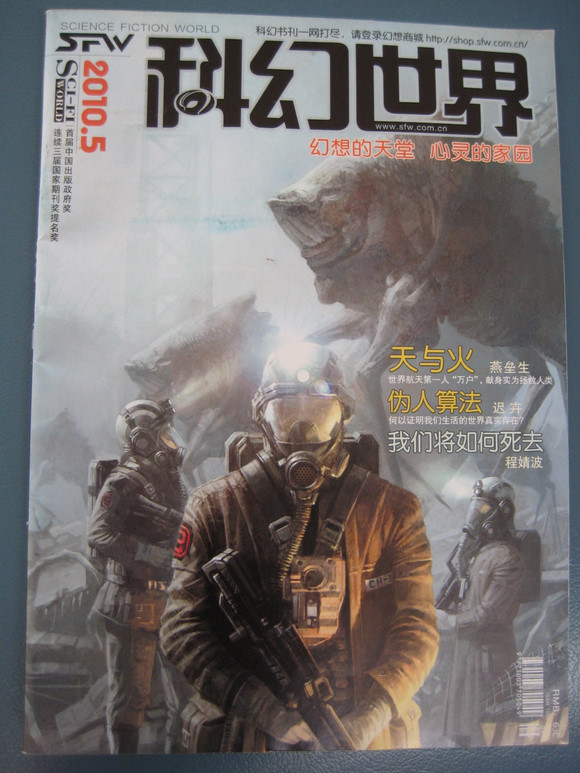 SCIENCE FICTION WORLD
科幻书刊一网打尽，请登录幻想商城 http://shop.sfw.com.cn/
SFW
科幻世界
www.sfw.com.cn
幻想的天堂 心灵的家园
SCI-FI
WORLD
2010.5
首届中国出版政府奖
连续三届国家期刊奖提名奖
天与火 燕垒生
世界航天第一人“万户”，献身实为拯救人类
伪人算法 迟卉
何以证明我们生活的世界真实存在？
我们将如何死去
程婧波
RMB: 6元